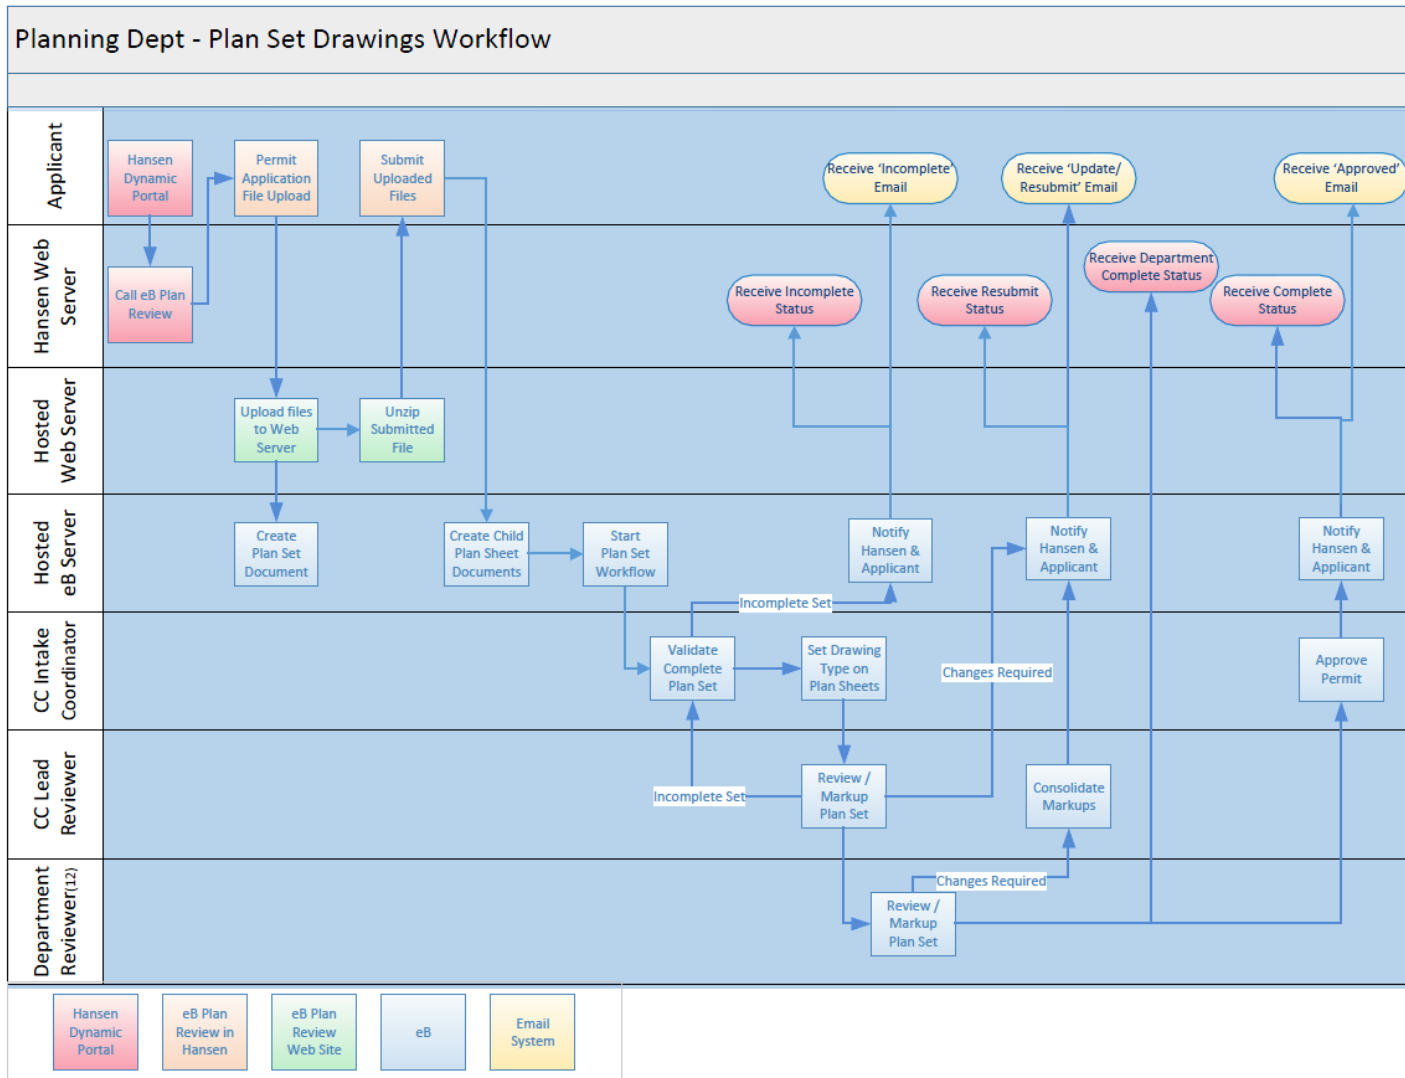 Planning Dept - Plan Set Drawings Workflow
Applicant
Hansen
Dynamic
Portal
Permit
Application
File Upload
Submit
Uploaded
Files
Receive ‘Incomplete’
Email
Receive ‘Update/
Resubmit’ Email
Receive ‘Approved’
Email
Hansen Web
Server
Call eB Plan
Review
Receive Incomplete
Status
Receive Resubmit
Status
Receive Department
Complete Status
Receive Complete
Status
Hosted
Web Server
Upload files
to Web
Server
Unzip
Submitted
File
Hosted
eB Server
Create
Plan Set
Document
Create Child
Plan Sheet
Documents
Start
Plan Set
Workflow
Notify
Hansen &
Applicant
Notify
Hansen &
Applicant
Notify
Hansen &
Applicant
Incomplete Set
CC Intake
Coordinator
Validate
Complete
Plan Set
Set Drawing
Type on
Plan Sheets
Changes Required
Approve
Permit
CC Lead
Reviewer
Incomplete Set
Review /
Markup
Plan Set
Consolidate
Markups
Department
Reviewer(12)
Changes Required
Review /
Markup
Plan Set
Hansen
Dynamic
Portal
eB Plan
Review in
Hansen
eB Plan
Review
Web Site
eB
Email
System